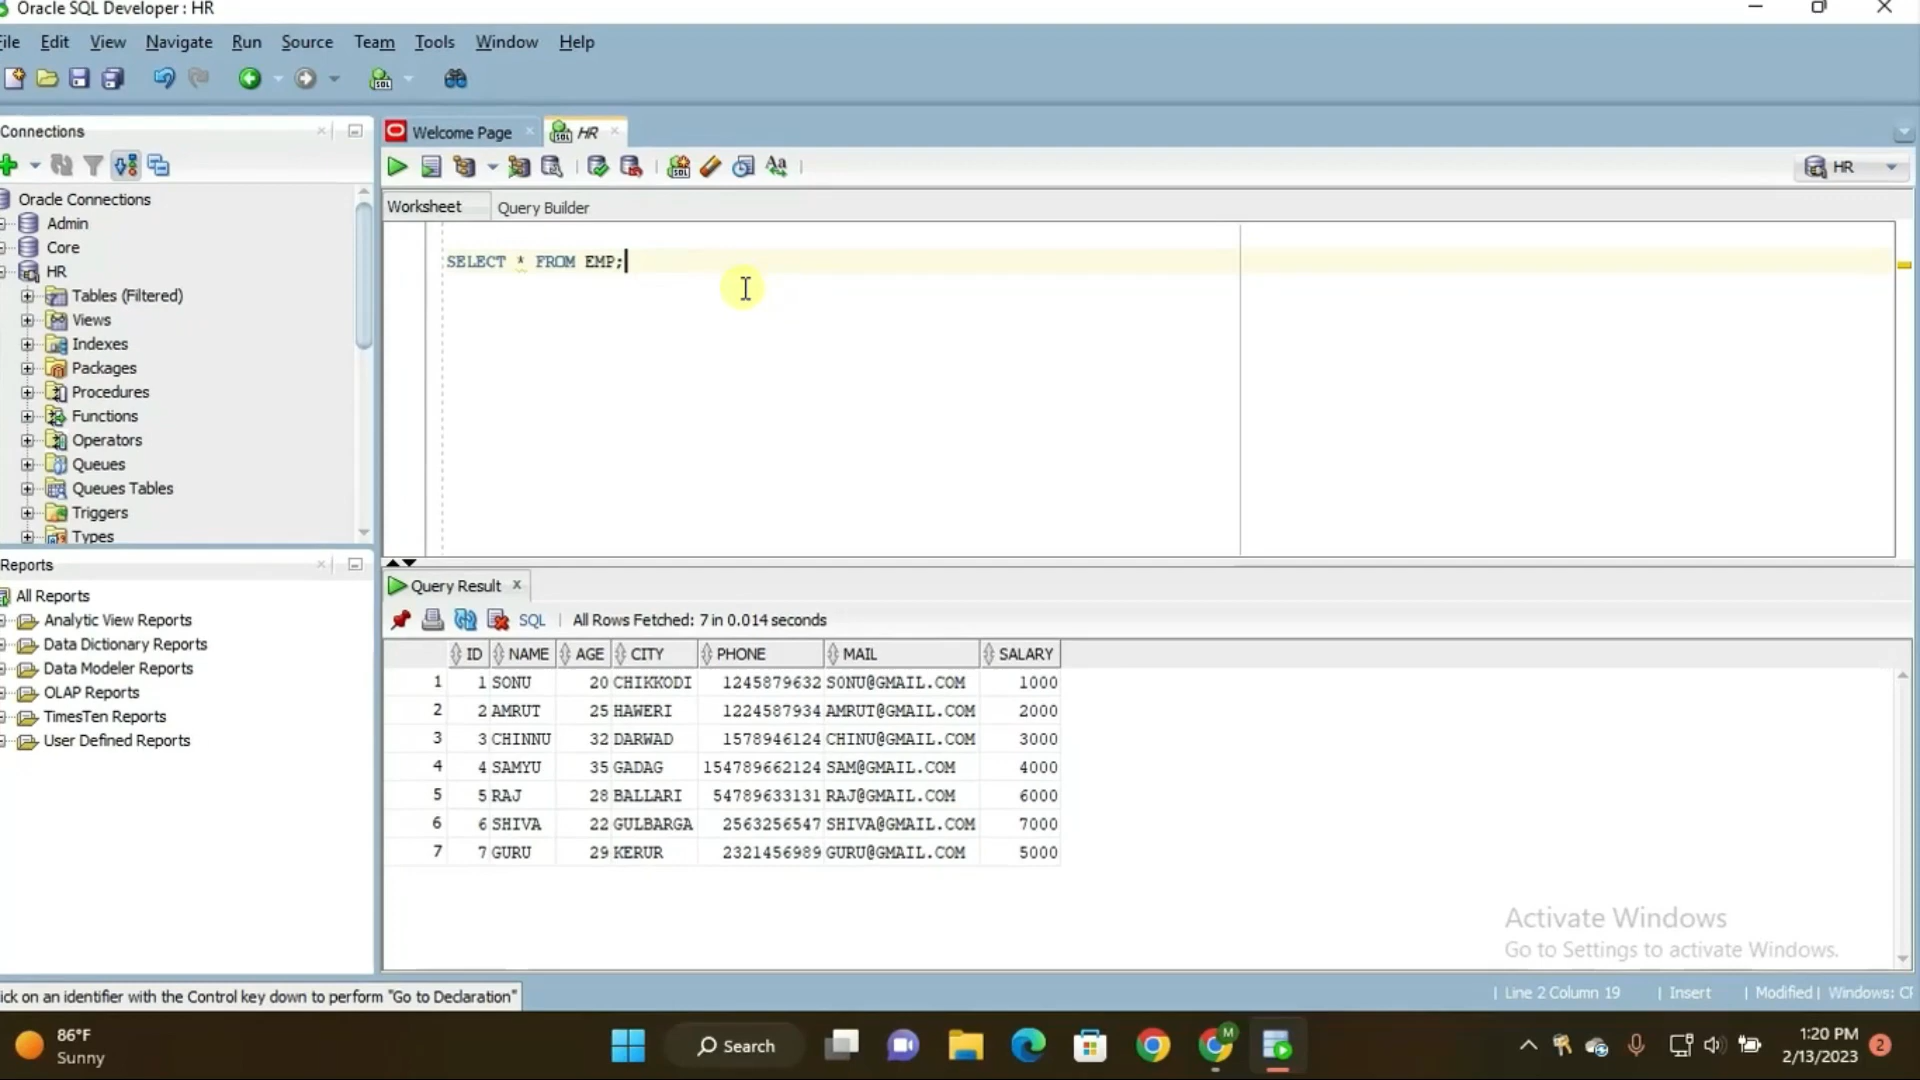 Oracle SQL Developer : HR
File Edit View Navigate Run Source Team Tools Window Help
Connections
Oracle Connections
Admin
Core
HR
Tables (Filtered)
Views
Indexes
Packages
Procedures
Functions
Operators
Queues
Queues Tables
Triggers
Types
Reports
All Reports
Analytic View Reports
Data Dictionary Reports
Data Modeler Reports
OLAP Reports
TimesTen Reports
User Defined Reports
Welcome Page HR
HR
Worksheet Query Builder
SELECT * FROM EMP;
Query Result
SQL All Rows Fetched: 7 in 0.014 seconds
ID NAME AGE CITY PHONE MAIL SALARY
1 1 SONU 20 CHIKKODI 1245879632 SONU@GMAIL.COM 1000
2 2 AMRUT 25 HAWERI 1224587934 AMRUT@GMAIL.COM 2000
3 3 CHINNU 32 DARWAD 1578946124 CHINU@GMAIL.COM 3000
4 4 SAMYU 35 GADAG 154789662124 SAM@GMAIL.COM 4000
5 5 RAJ 28 BALLARI 54789633131 RAJ@GMAIL.COM 6000
6 6 SHIVA 22 GULBARGA 2563256547 SHIVA@GMAIL.COM 7000
7 7 GURU 29 KERUR 2321456989 GURU@GMAIL.COM 5000
Activate Windows
Go to Settings to activate Windows.
ick on an identifier with the Control key down to perform "Go to Declaration"
Line 2 Column 19 Insert Modified Windows: CF
86°F
Sunny
Search
M
1:20 PM
2/13/2023
2